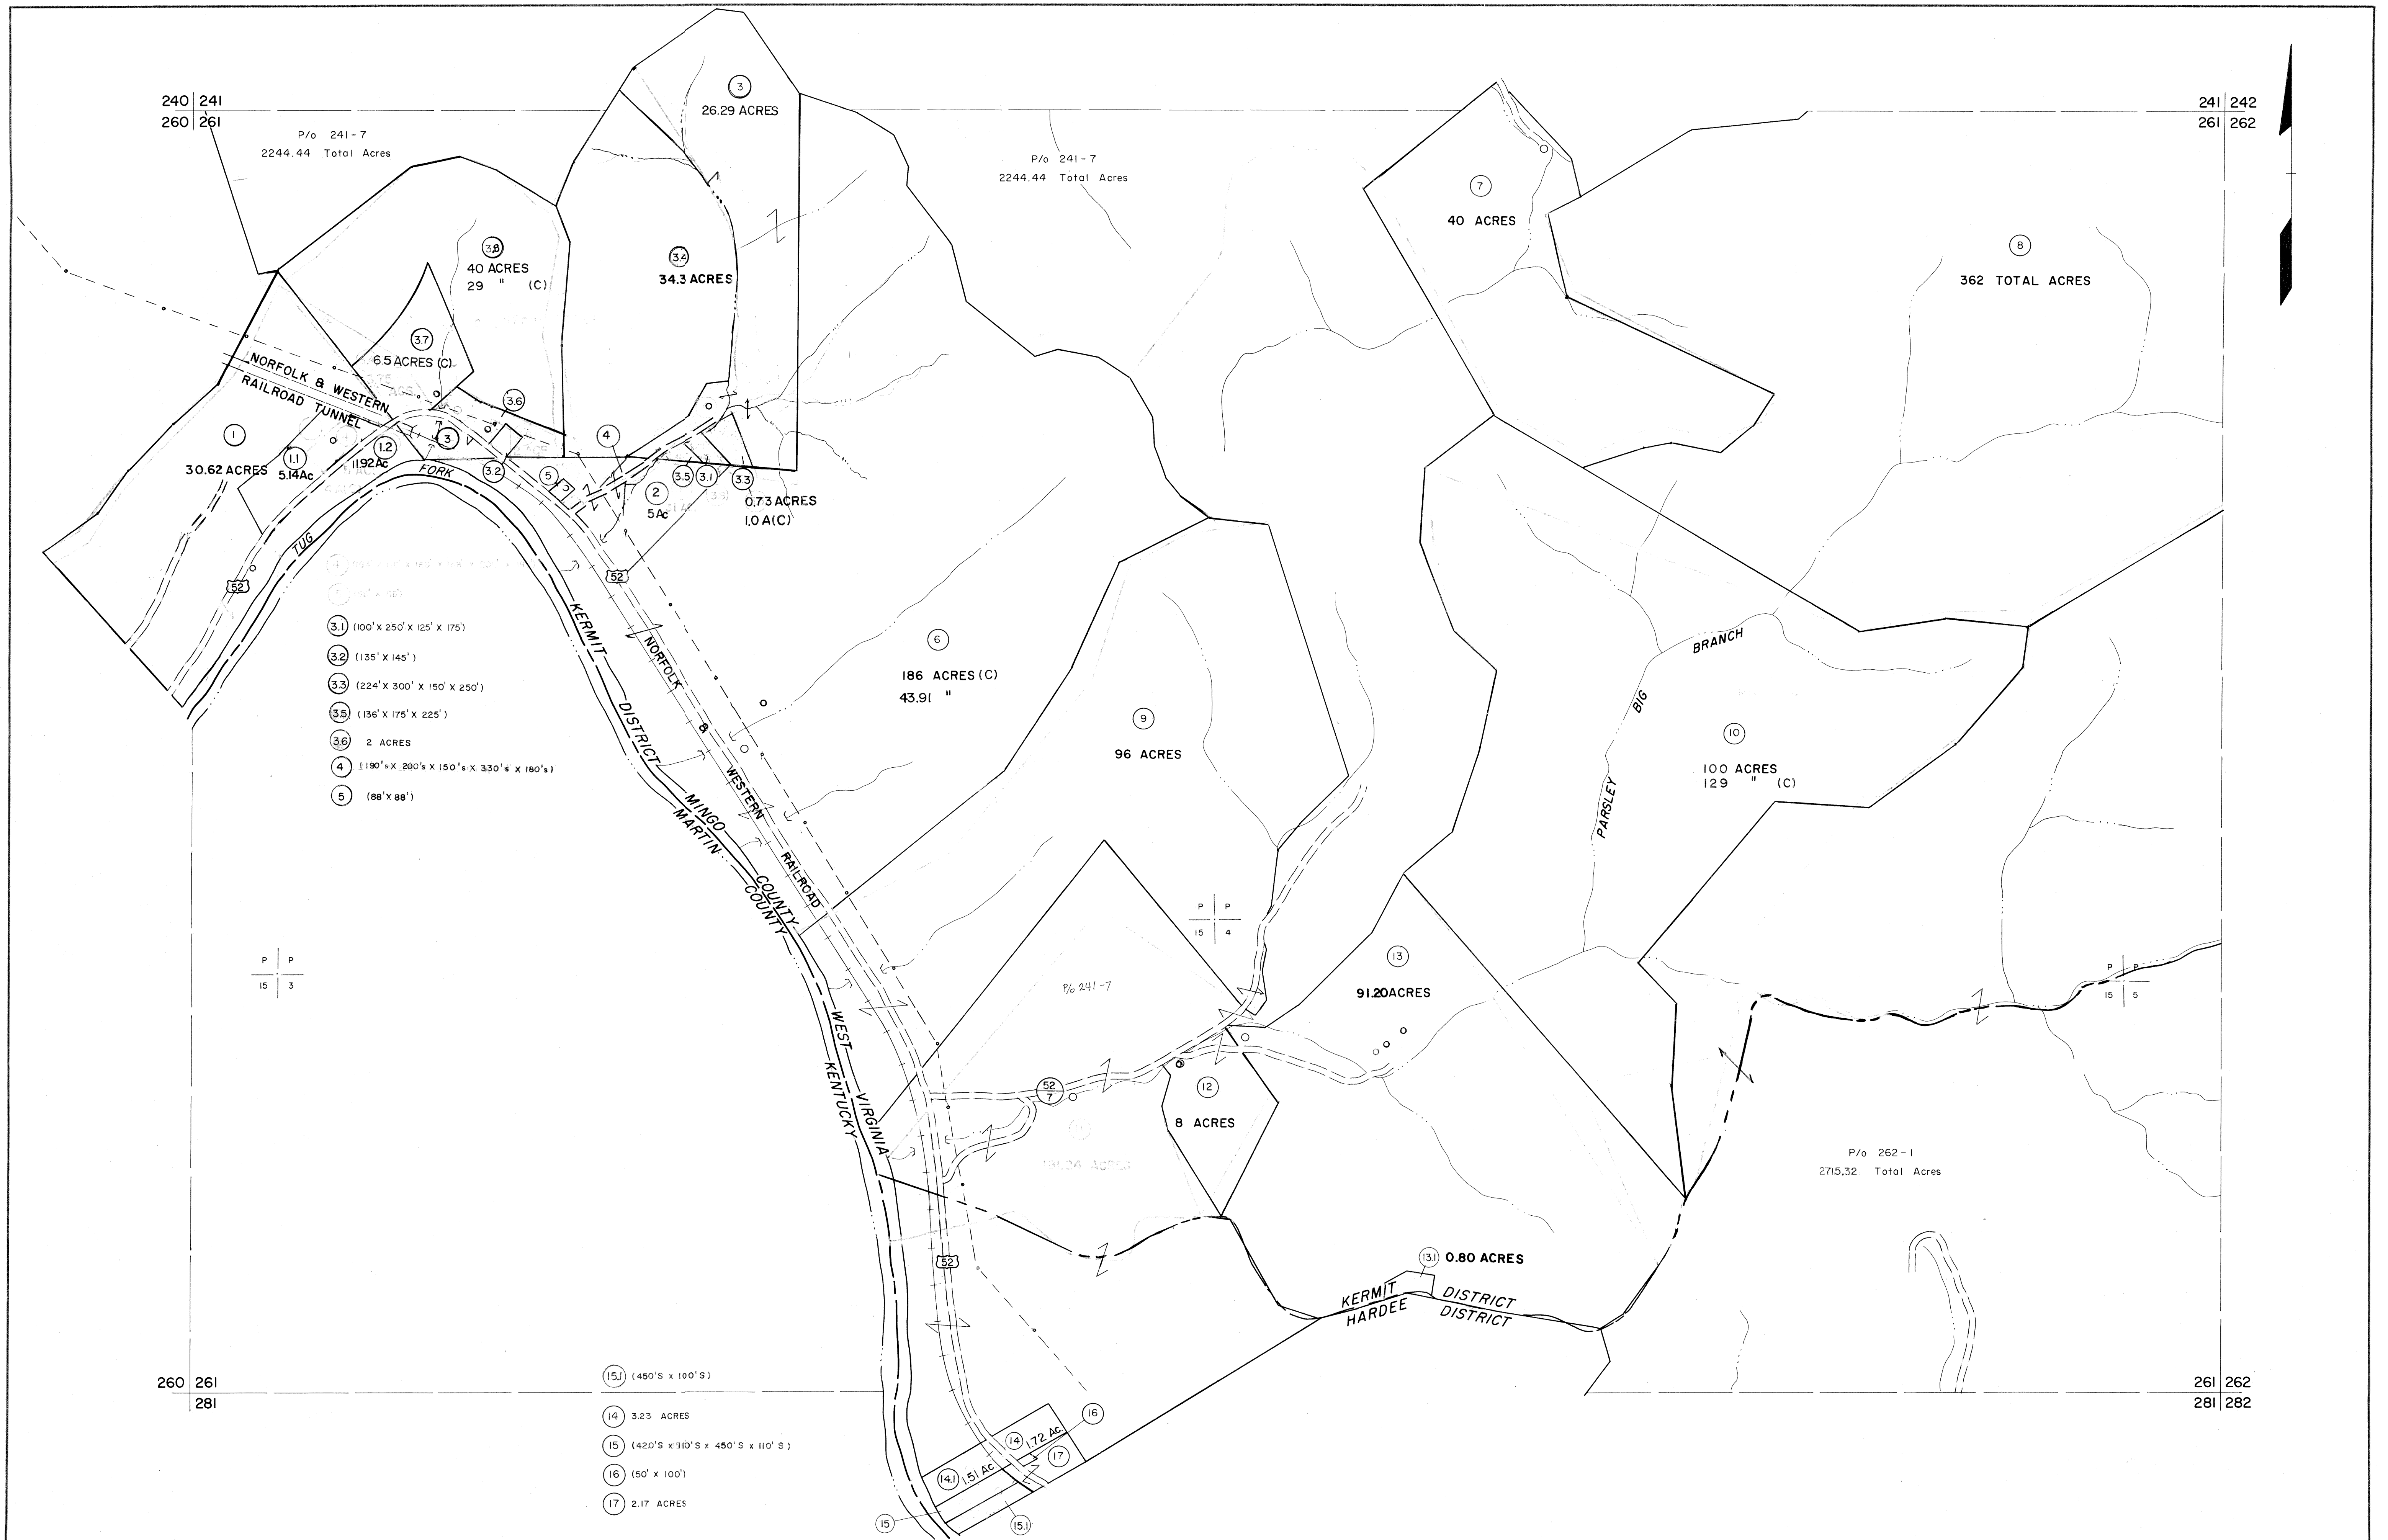 240 241
260 261
P/o 241-7
2244.44 Total Acres
3
26.29 ACRES
P/o 241-7
2244.44 Total Acres
241 242
261 262
7
40 ACRES
8
362 TOTAL ACRES
3.8
40 ACRES
29 " (C)
3.4
34.3 ACRES
3.7
6.5 ACRES (C)
NORFOLK & WESTERN
RAILROAD TUNNEL
3.6
1
30.62 ACRES
1.1
5.14 Ac
1.2
11.92 Ac
3
3.2
4
5
2
5 Ac
3.5
3.1
3.3
0.73 ACRES
1.0 A(C)
TUG
FORK
52
52
3.1 (100' X 250' X 125' X 175')
3.2 (135' X 145')
3.3 (224' X 300' X 150' X 250')
3.5 (136' X 175' X 225')
3.6 2 ACRES
4 (190's X 200's X 150's X 330's X 180's)
5 (88' X 88')
KERMIT DISTRICT
MINGO COUNTY
MARTIN COUNTY
WEST VIRGINIA
KENTUCKY
NORFOLK & WESTERN RAILROAD
6
186 ACRES (C)
43.91 "
9
96 ACRES
PARSLEY BIG BRANCH
10
100 ACRES
129 " (C)
P P
15 4
P P
15 3
P P
15 5
13
91.20 ACRES
P/o 241-7
52
7
12
8 ACRES
P/o 262-1
2715.32 Total Acres
52
13.1 0.80 ACRES
KERMIT DISTRICT
HARDEE DISTRICT
260 261
281
261 262
281 282
15.1 (450'S x 100'S)
14 3.23 ACRES
15 (420'S x 110'S x 450'S x 110'S)
16 (50' x 100')
17 2.17 ACRES
16
14 1.72 Ac.
17
14.1 1.51 Ac.
15
15.1